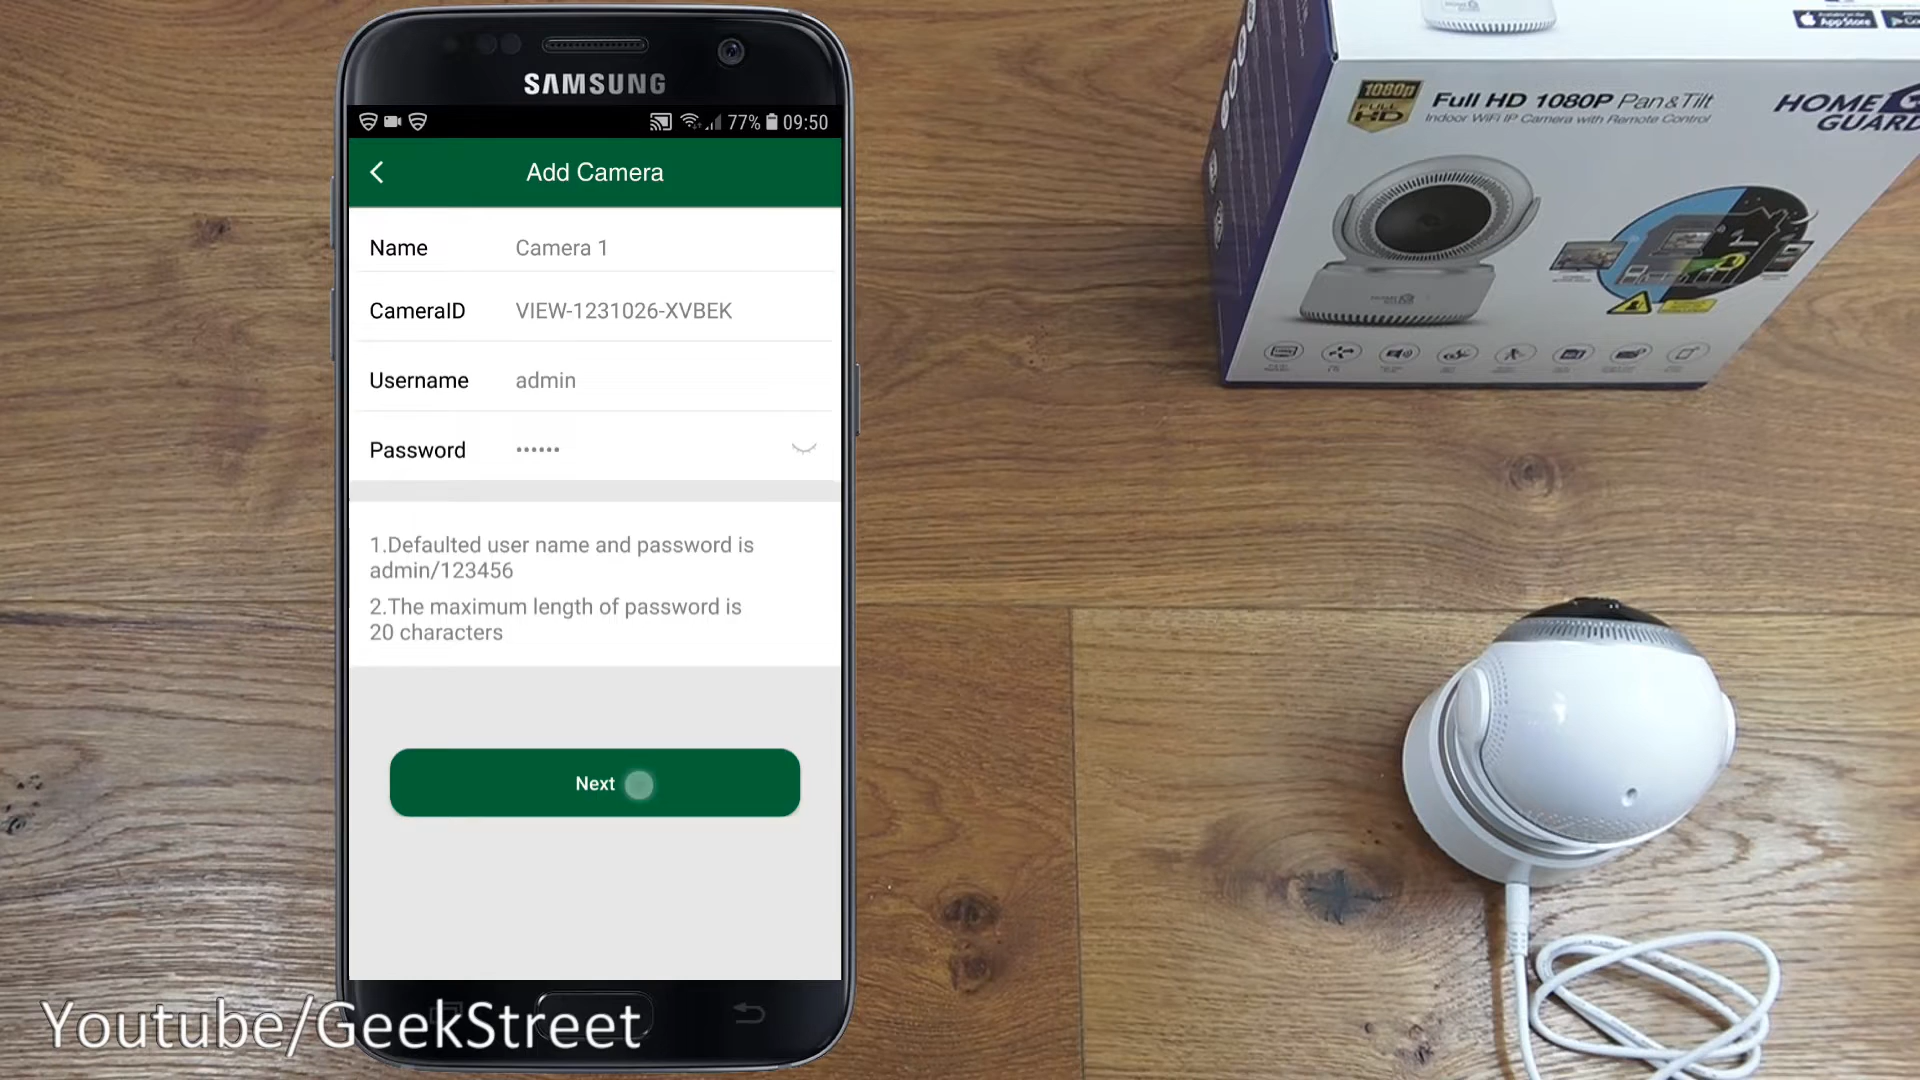 SAMSUNG
77% 09:50
Add Camera
Name Camera 1
CameraID VIEW-1231026-XVBEK
Username admin
Password ••••••
1.Defaulted user name and password is
admin/123456
2.The maximum length of password is
20 characters
Next
Youtube/GeekStreet
App Store
1080p
FULL
HD
Full HD 1080P Pan & Tilt
Indoor WiFi IP Camera with Remote Control
HOME
GUARD